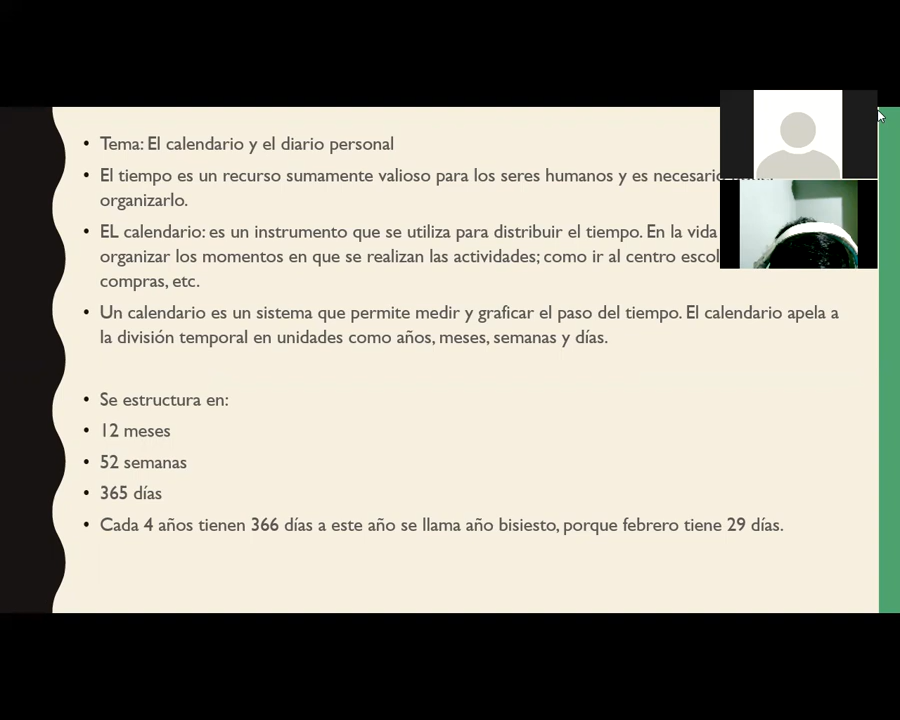 • Tema: El calendario y el diario personal
• El tiempo es un recurso sumamente valioso para los seres humanos y es necesario
organizarlo.
• EL calendario: es un instrumento que se utiliza para distribuir el tiempo. En la vida
organizar los momentos en que se realizan las actividades; como ir al centro
compras, etc.
• Un calendario es un sistema que permite medir y graficar el paso del tiempo. El calendario apela a
la división temporal en unidades como años, meses, semanas y días.
• Se estructura en:
• 12 meses
• 52 semanas
• 365 días
• Cada 4 años tienen 366 días a este año se llama año bisiesto, porque febrero tiene 29 días.